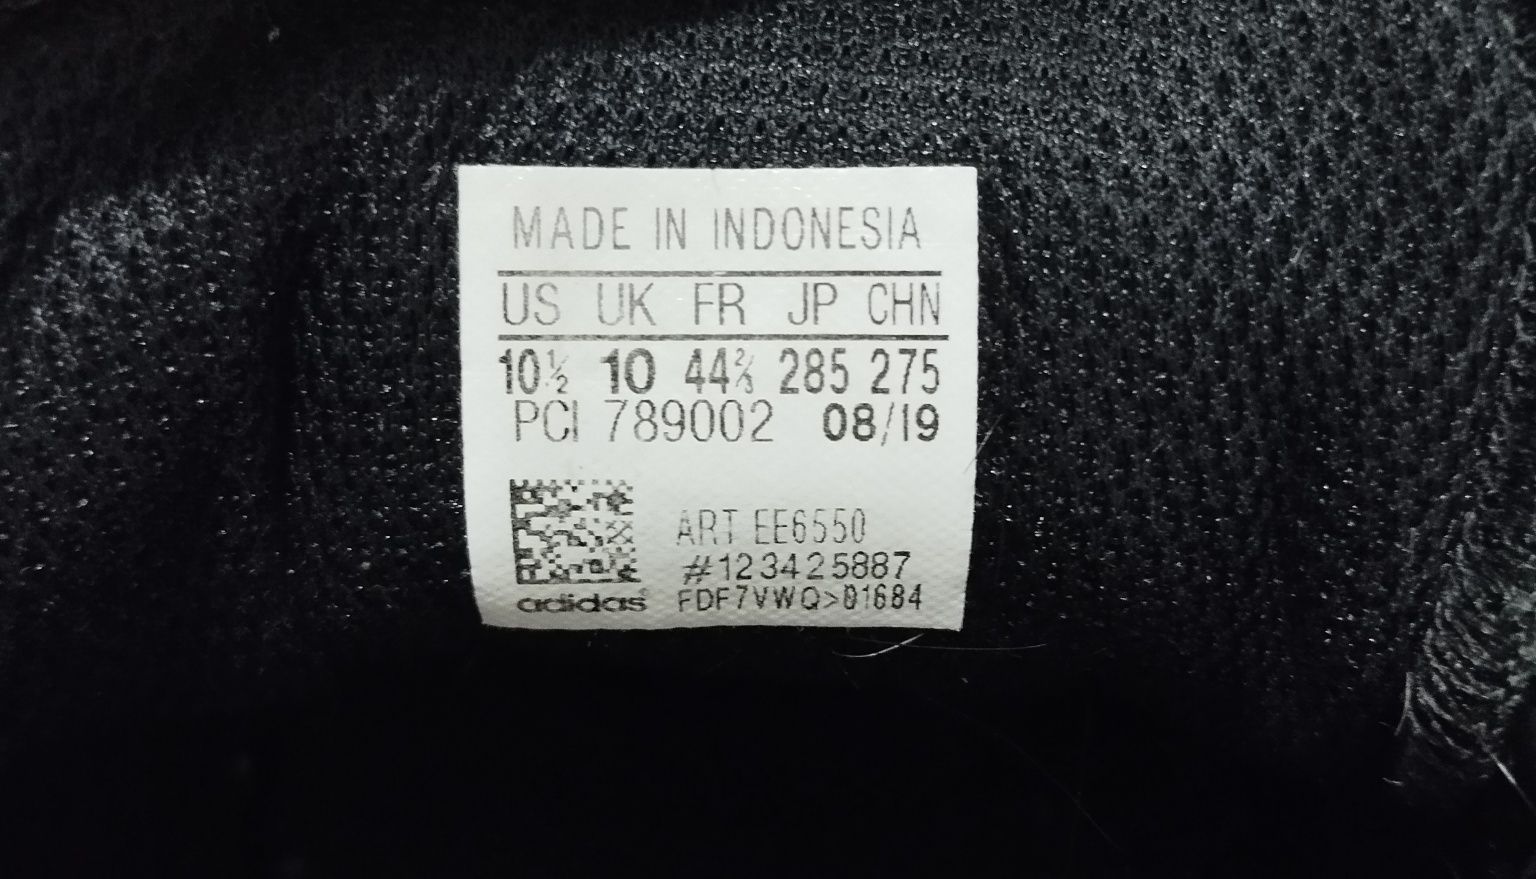 MADE IN INDONESIA
US UK FR JP CHN
10½ 10 44⅔ 285 275
PCI 789002 08/19
ART EE6550
#123425887
adidas FDF7VWQ>01684